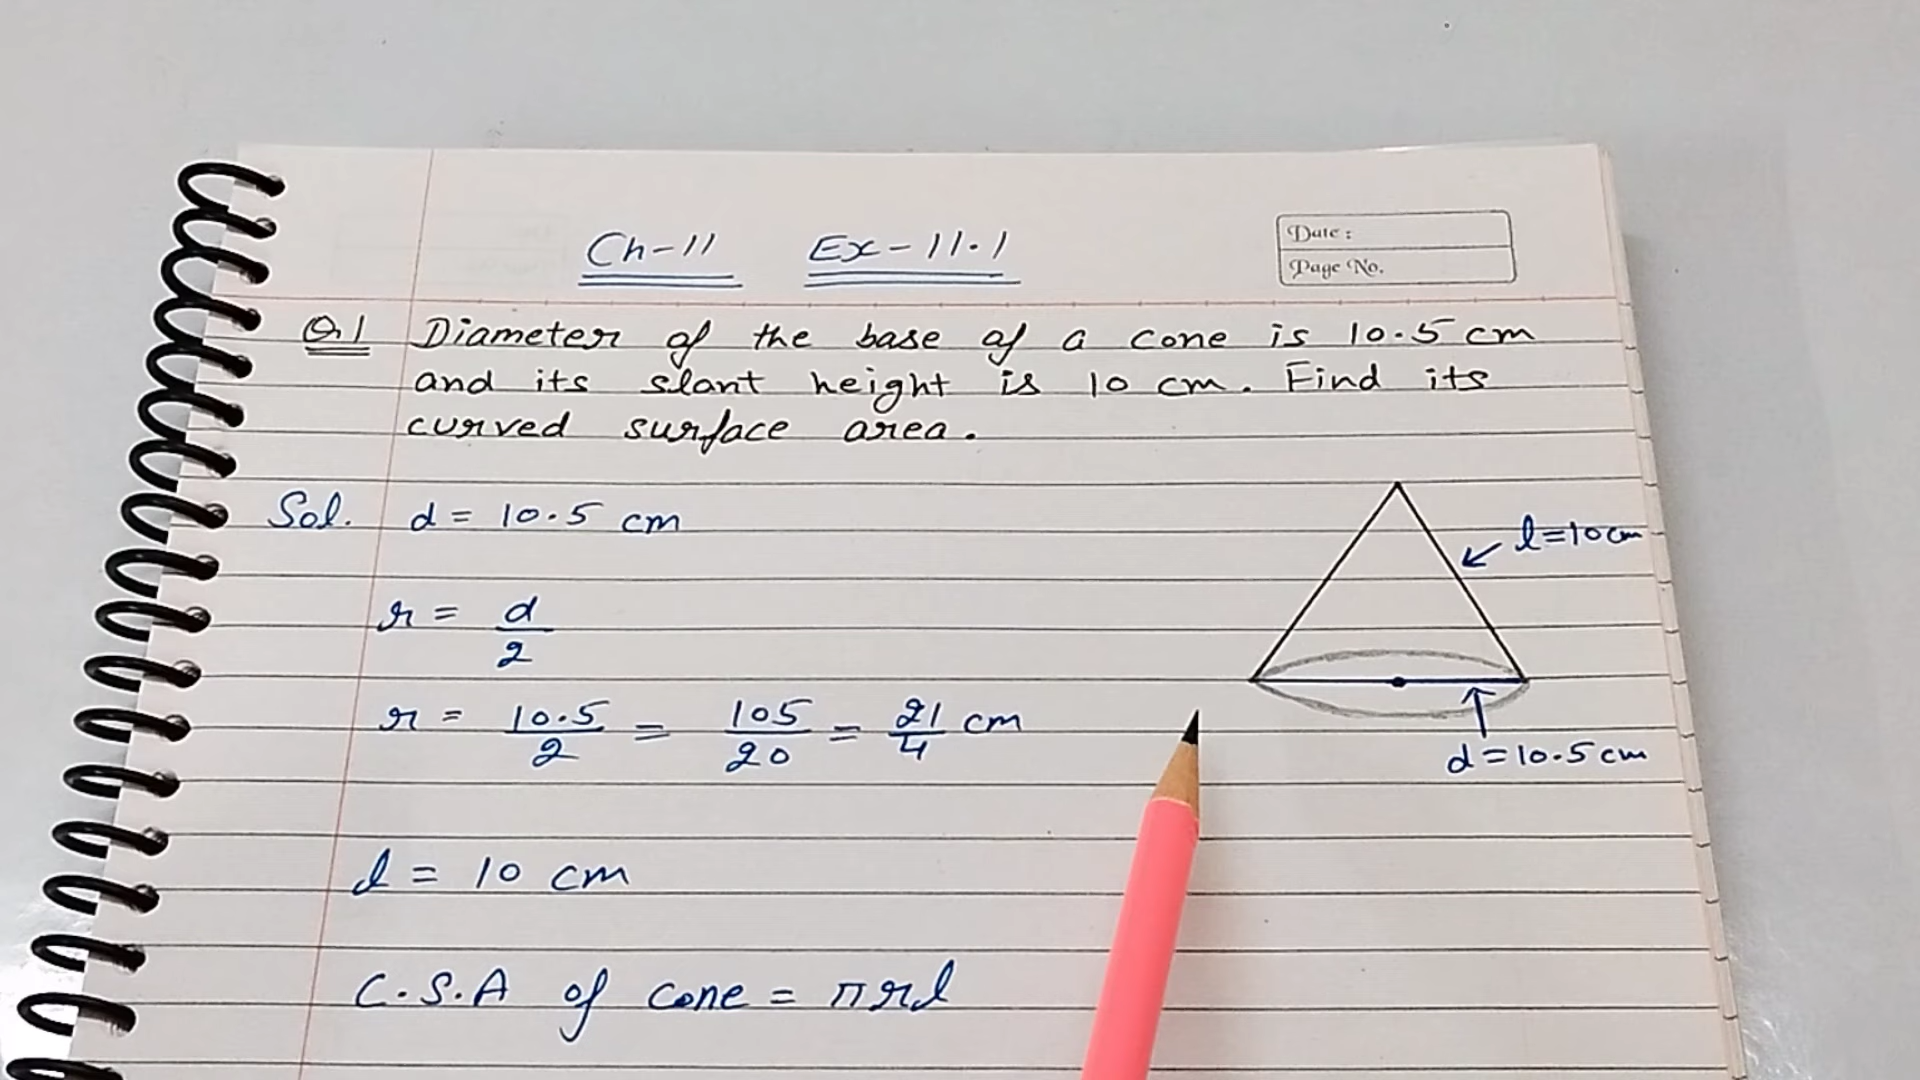 Ch-11 Ex-11.1
Date :
Page No.
Q.1 Diameter of the base of a cone is 10.5 cm
and its slant height is 10 cm. Find its
curved surface area.
Sol. d = 10.5 cm
l=10cm
r = d/2
r = 10.5/2 = 105/20 = 21/4 cm
d=10.5cm
l = 10 cm
C.S.A of cone = πrl